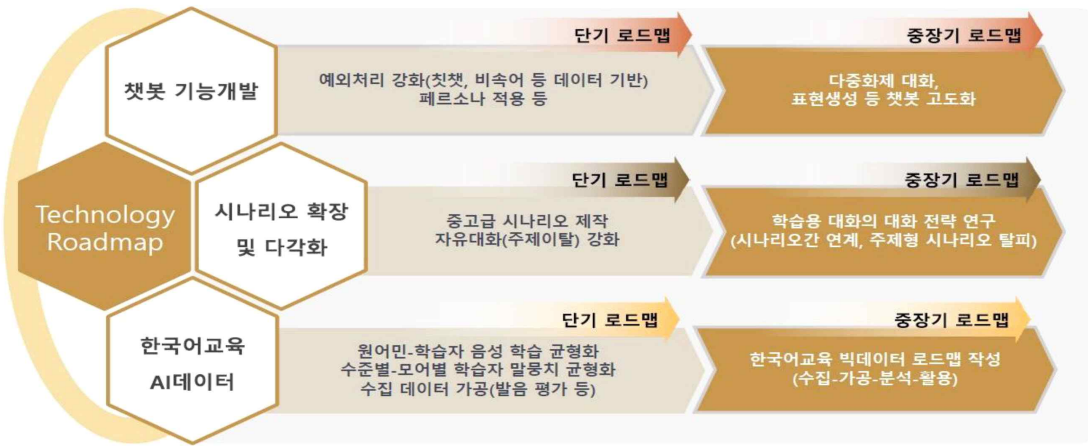 Technology
Roadmap
챗봇 기능개발
단기 로드맵
예외처리 강화(칫챗, 비속어 등 데이터 기반)
페르소나 적용 등
중장기 로드맵
다중화제 대화,
표현생성 등 챗봇 고도화
시나리오 확장
및 다각화
단기 로드맵
중고급 시나리오 제작
자유대화(주제이탈) 강화
중장기 로드맵
학습용 대화의 대화 전략 연구
(시나리오간 연계, 주제형 시나리오 탈피)
한국어교육
AI데이터
단기 로드맵
원어민-학습자 음성 학습 균형화
수준별-모어별 학습자 말뭉치 균형화
수집 데이터 가공(발음 평가 등)
중장기 로드맵
한국어교육 빅데이터 로드맵 작성
(수집-가공-분석-활용)